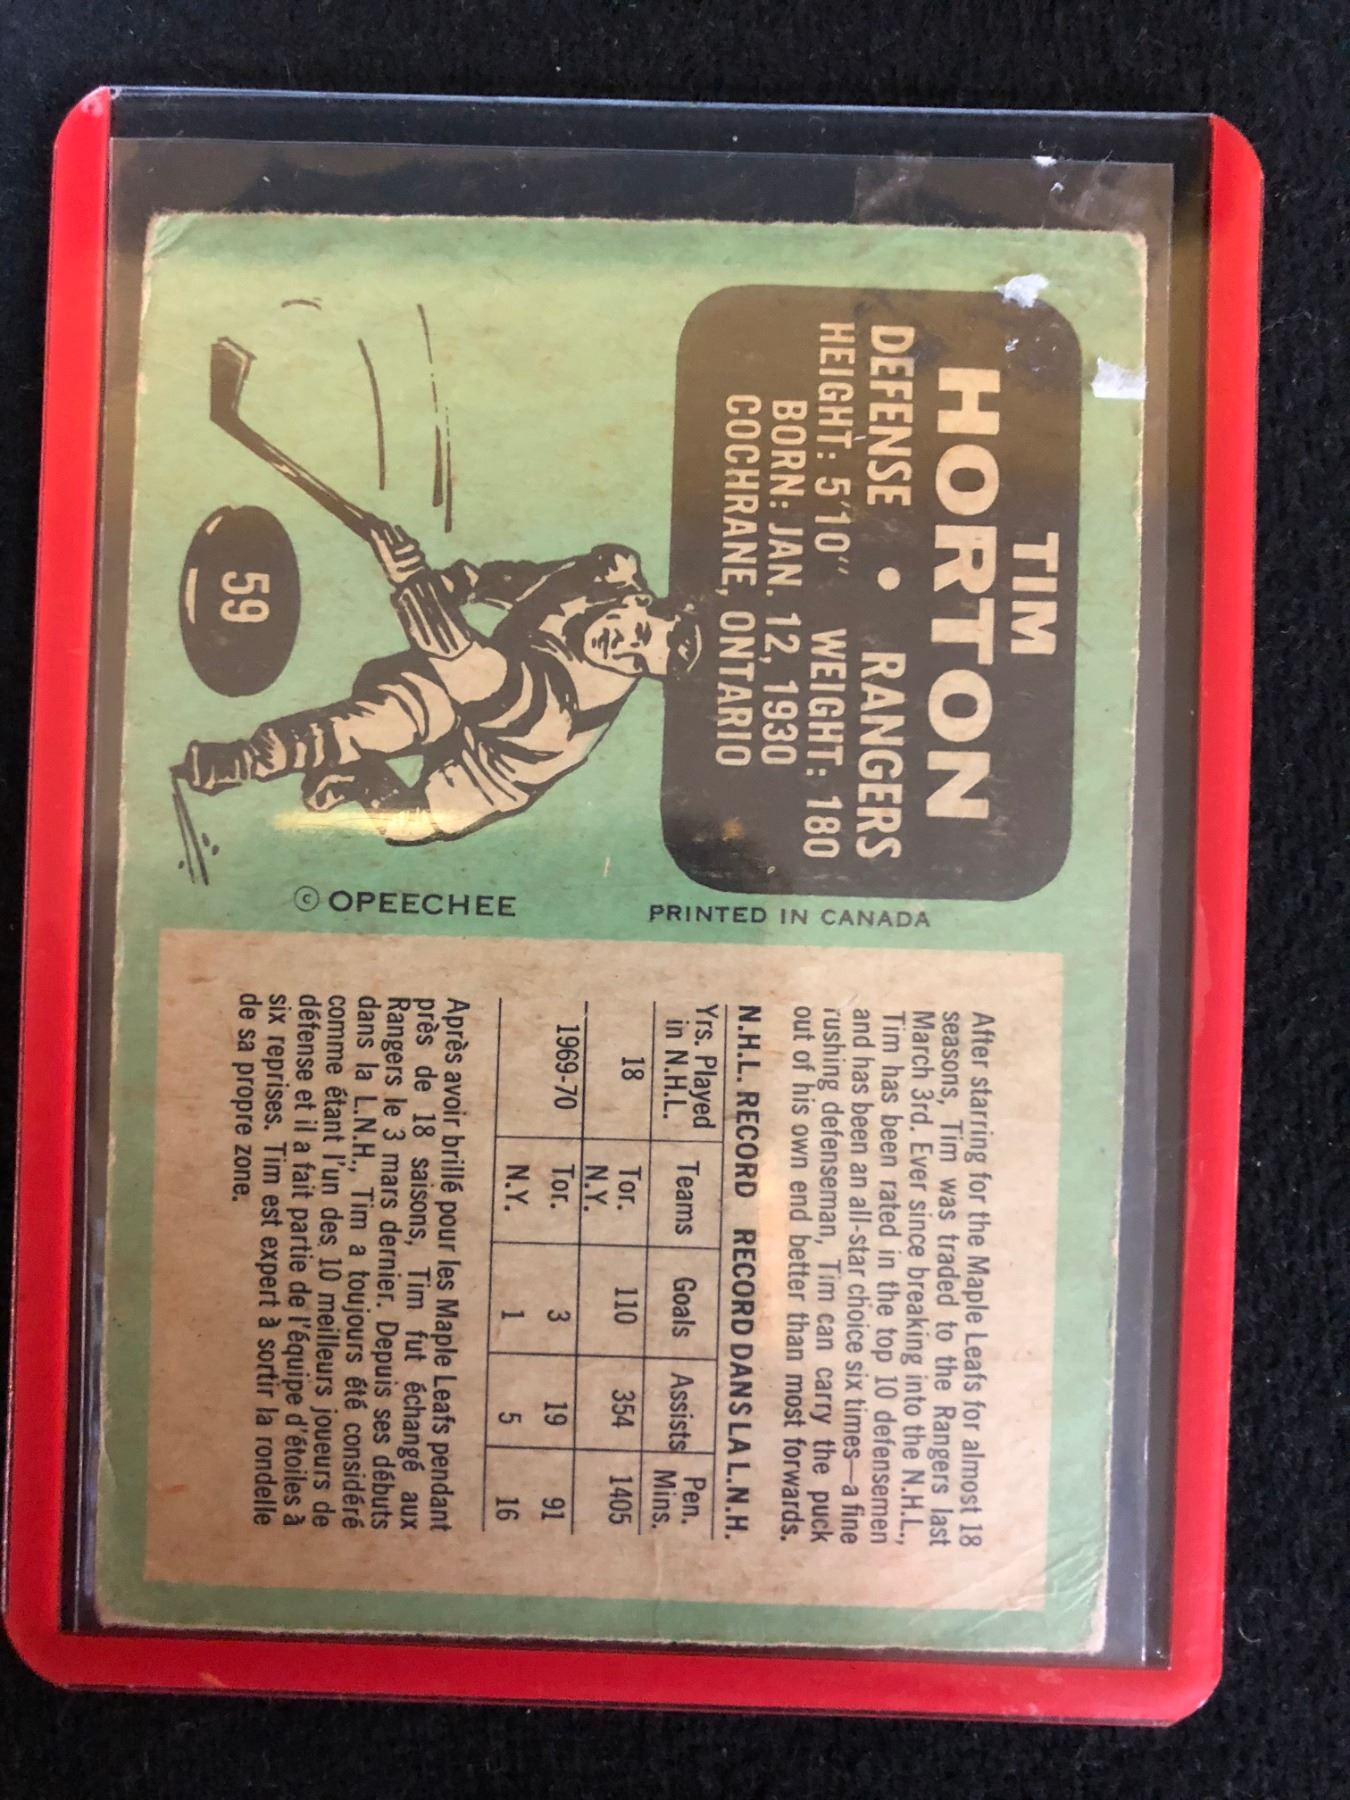 TIM
HORTON
DEFENSE • RANGERS
HEIGHT: 5'10" WEIGHT: 180
BORN: JAN. 12, 1930
COCHRANE, ONTARIO
59
© OPEECHEE
PRINTED IN CANADA
After starring for the Maple Leafs for almost 18
seasons, Tim was traded to the Rangers last
March 3rd. Ever since breaking into the N.H.L.,
Tim has been rated in the top 10 defensemen
and has been an all-star choice six times—a fine
rushing defenseman, Tim can carry the puck
out of his own end better than most forwards.
N.H.L. RECORD RECORD DANS LA L.N.H.
Yrs. Played in N.H.L. Teams Goals Assists Pen. Mins.
18 Tor. N.Y. 110 354 1405
1969-70 Tor. 3 19 91
N.Y. 1 5 16
Après avoir brillé pour les Maple Leafs pendant
près de 18 saisons, Tim fut échangé aux
Rangers le 3 mars dernier. Depuis ses débuts
dans la L.N.H., Tim a toujours été considéré
comme étant l'un des 10 meilleurs joueurs de
défense et il a fait partie de l'équipe d'étoiles à
six reprises. Tim est expert à sortir la rondelle
de sa propre zone.